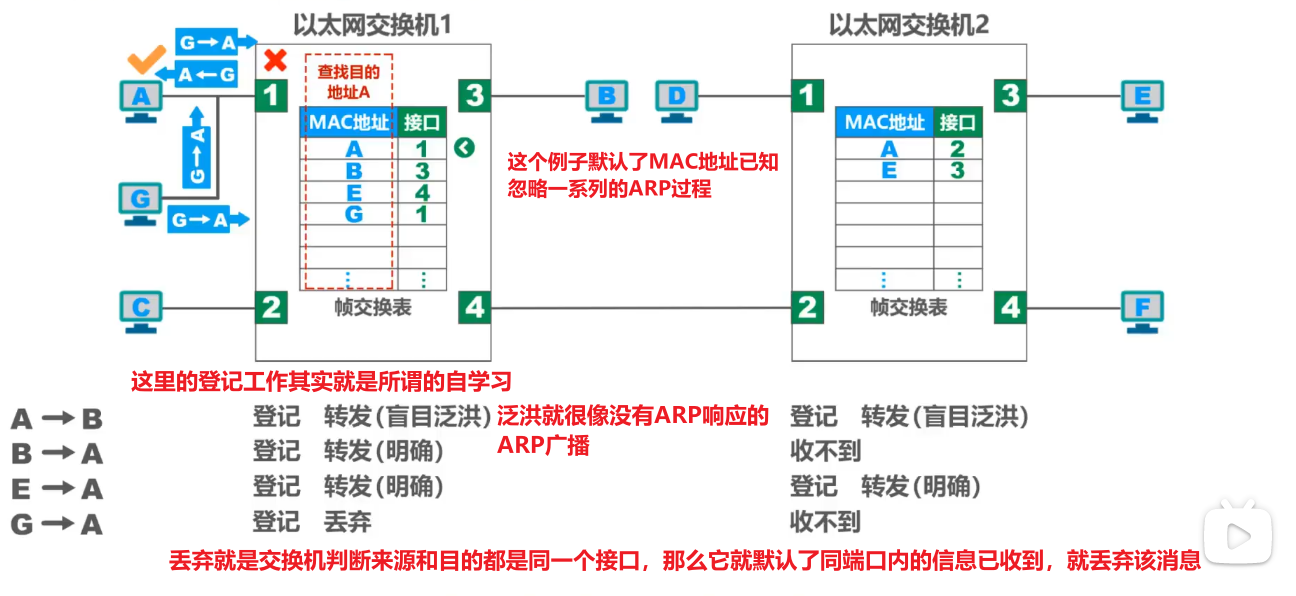 以太网交换机1
以太网交换机2
G→A
A←G
查找目的
地址A
A
1
3
B
D
1
3
E
MAC地址 接口
A 1
B 3
E 4
G 1
⋮ ⋮
MAC地址 接口
A 2
E 3
⋮ ⋮
G→A
这个例子默认了MAC地址已知
忽略一系列的ARP过程
G
G→A
C
2
帧交换表
4
2
帧交换表
4
F
这里的登记工作其实就是所谓的自学习
A→B 登记 转发(盲目泛洪) 登记 转发(盲目泛洪)
泛洪就很像没有ARP响应的
ARP广播
B→A 登记 转发(明确) 收不到
E→A 登记 转发(明确) 登记 转发(明确)
G→A 登记 丢弃 收不到
丢弃就是交换机判断来源和目的都是同一个接口，那么它就默认了同端口内的信息已收到，就丢弃该消息